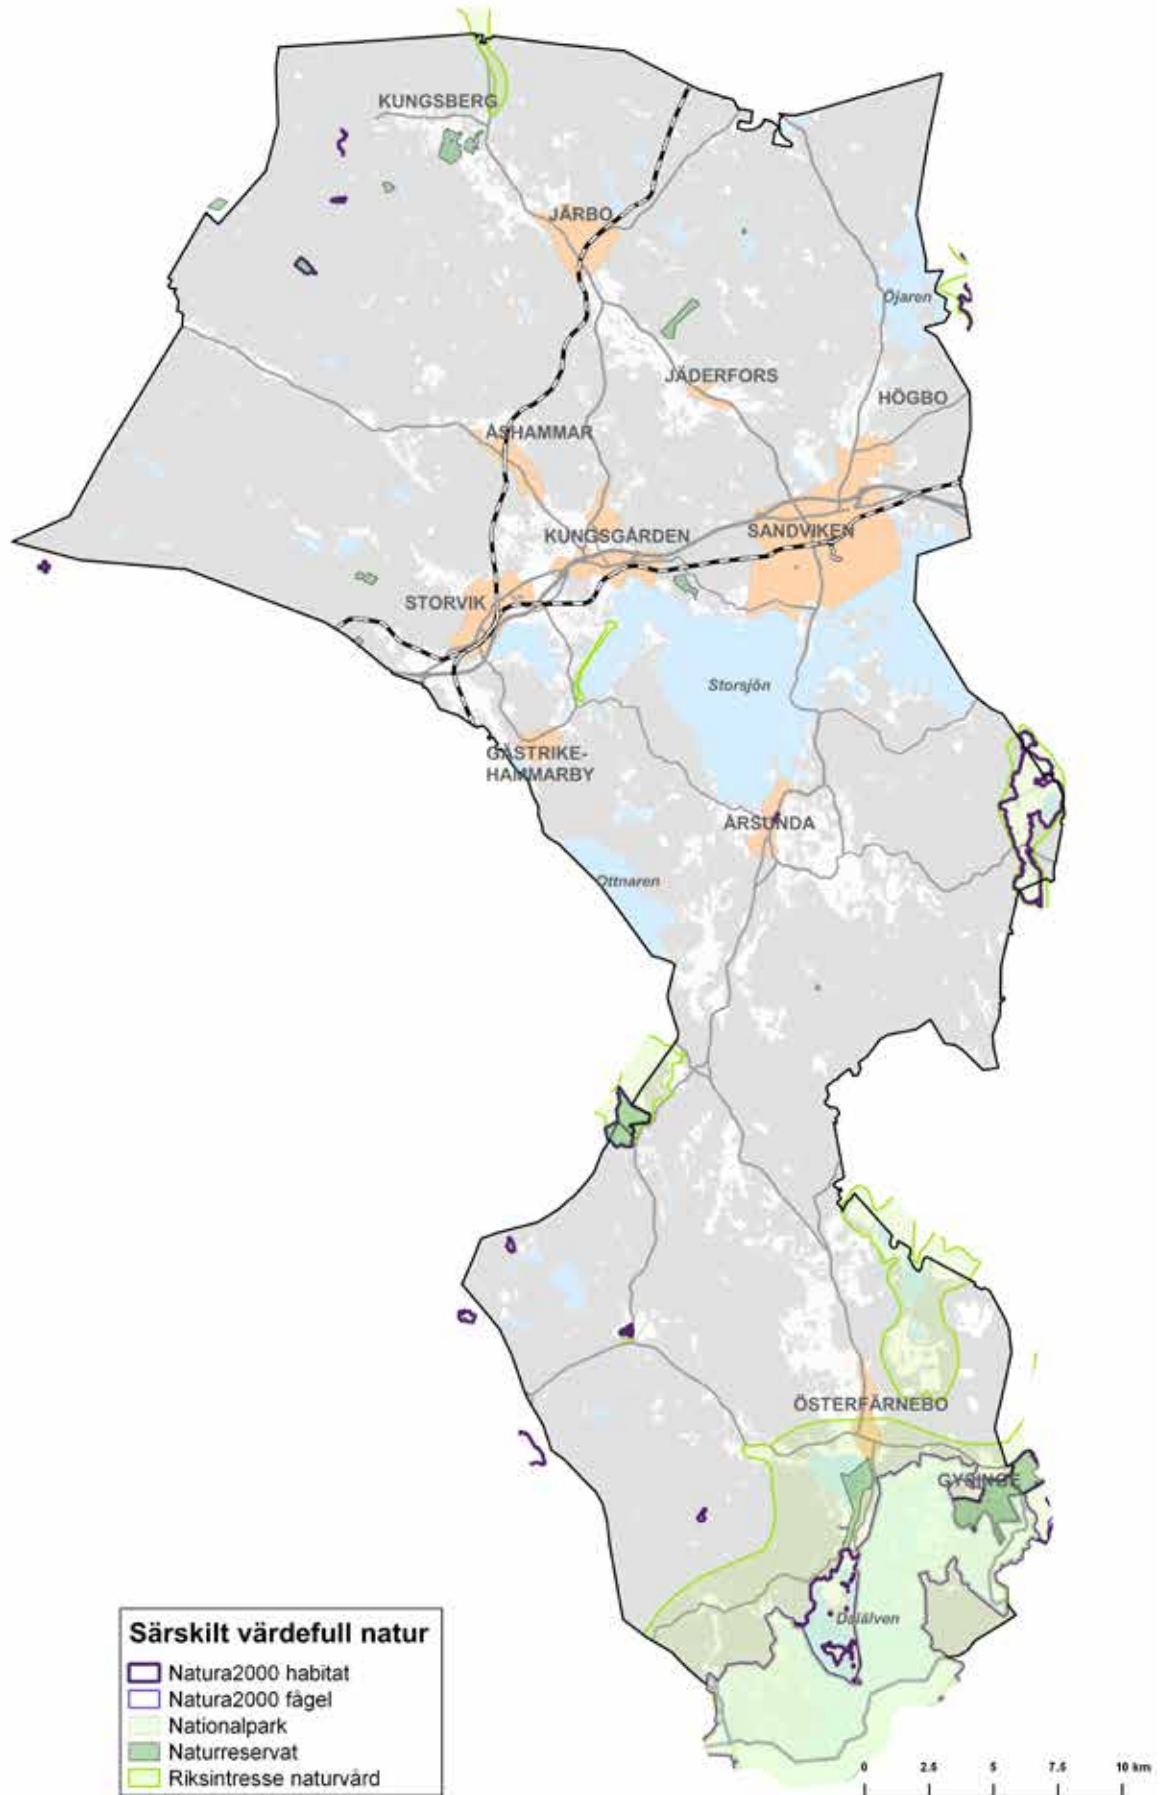 KUNGSBERG
JÄRBO
Öjaren
JÄDERFORS
HÖGBO
ÅSHAMMAR
KUNGSGÅRDEN
SANDVIKEN
STORVIK
Storsjön
GÄSTRIKE-
HAMMARBY
ÅRSUNDA
Ottnaren
ÖSTERFÄRNEBO
GYSINGE
Dalälven
Särskilt värdefull natur
Natura2000 habitat
Natura2000 fågel
Nationalpark
Naturreservat
Riksintresse naturvård
0 2.5 5 7.5 10 km